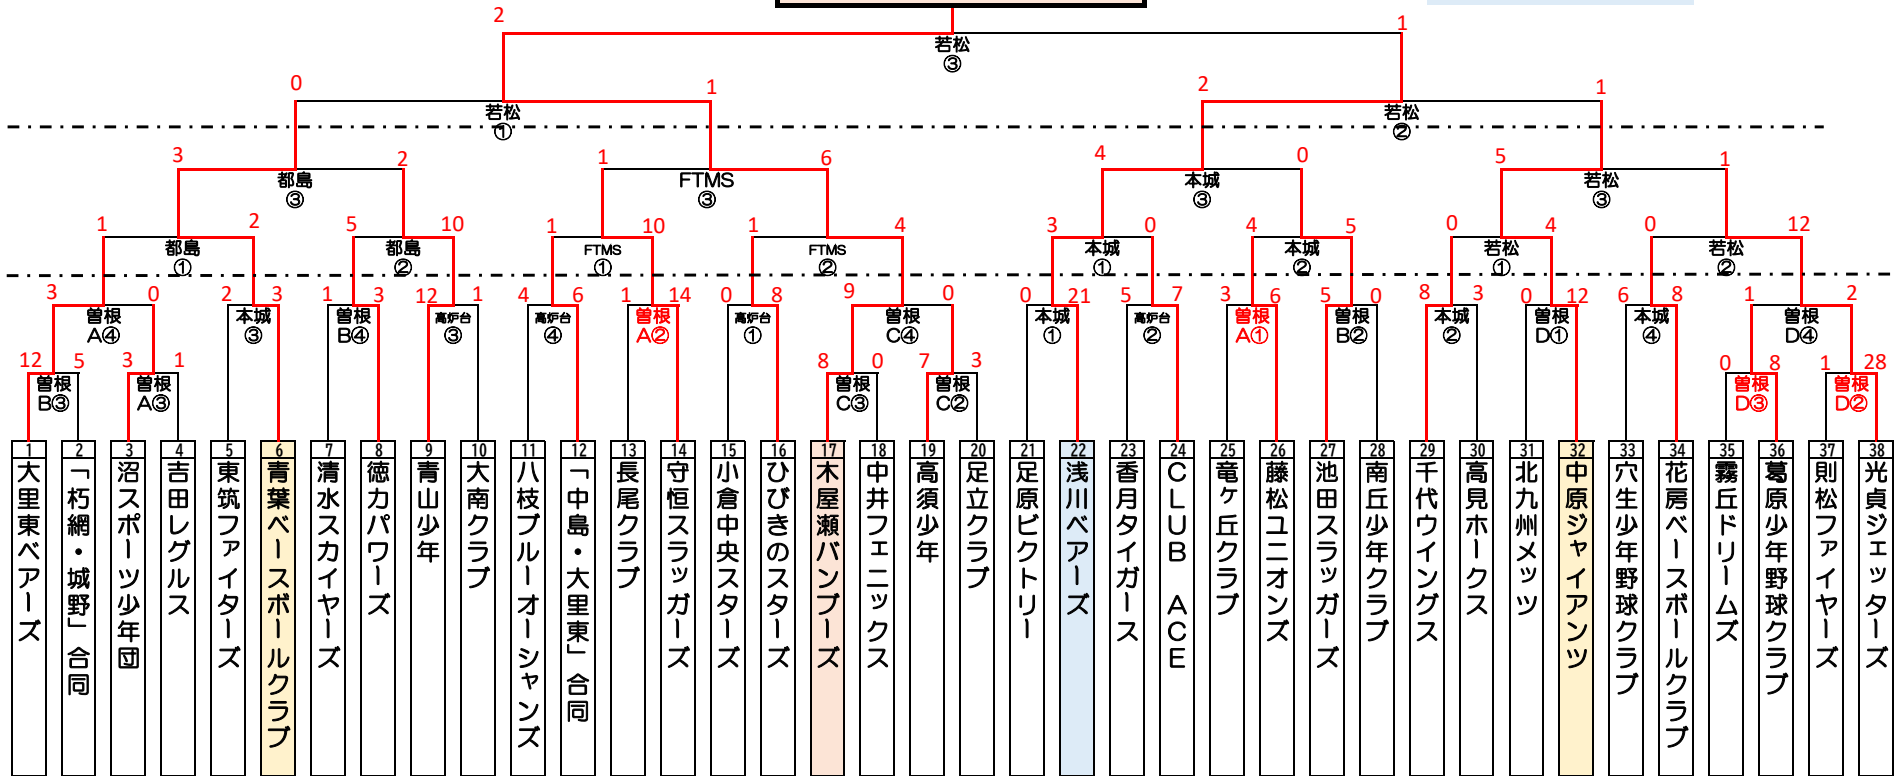 2
1
若松
③
0
1
2
1
若松
①
若松
②
3
2
1
6
4
0
5
1
都島
③
FTMS
③
本城
③
若松
③
1
2
5
10
1
10
1
4
3
0
4
5
0
4
0
12
都島
①
都島
②
FTMS
①
FTMS
②
本城
①
本城
②
若松
①
若松
②
3
0
2
3
1
3
12
1
4
6
1
14
0
8
9
0
0
21
5
7
3
6
5
0
8
3
0
12
6
8
1
2
曽根
A④
本城
③
曽根
B④
高炉台
③
高炉台
④
曽根
A②
高炉台
①
曽根
C④
本城
①
高炉台
②
曽根
A①
曽根
B②
本城
②
曽根
D①
本城
④
曽根
D④
12
5
3
1
8
0
7
3
0
8
1
28
曽根
B③
曽根
A③
曽根
C③
曽根
C②
曽根
D③
曽根
D②
1
大里東ベアーズ
2
「朽網・城野」合同
3
沼スポーツ少年団
4
吉田レグルス
5
東筑ファイターズ
6
青葉ベースボールクラブ
7
清水スカイヤーズ
8
徳力パワーズ
9
青山少年
10
大南クラブ
11
八枝ブルーオーシャンズ
12
「中島・大里東」合同
13
長尾クラブ
14
守恒スラッガーズ
15
小倉中央スターズ
16
ひびきのスターズ
17
木屋瀬バンブーズ
18
中井フェニックス
19
高須少年
20
足立クラブ
21
足原ビクトリー
22
浅川ベアーズ
23
香月タイガース
24
CLUB ACE
25
竜ケ丘クラブ
26
藤松ユニオンズ
27
池田スラッガーズ
28
南丘少年クラブ
29
千代ウイングス
30
高見ホークス
31
北九州メッツ
32
中原ジャイアンツ
33
穴生少年野球クラブ
34
花房ベースボールクラブ
35
霧丘ドリームズ
36
葛原少年野球クラブ
37
則松ファイヤーズ
38
光貞ジェッターズ